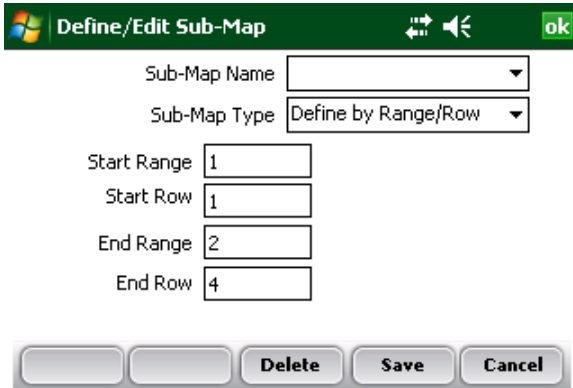 Define/Edit Sub-Map ok
Sub-Map Name
Sub-Map Type Define by Range/Row
Start Range 1
Start Row 1
End Range 2
End Row 4
Delete Save Cancel